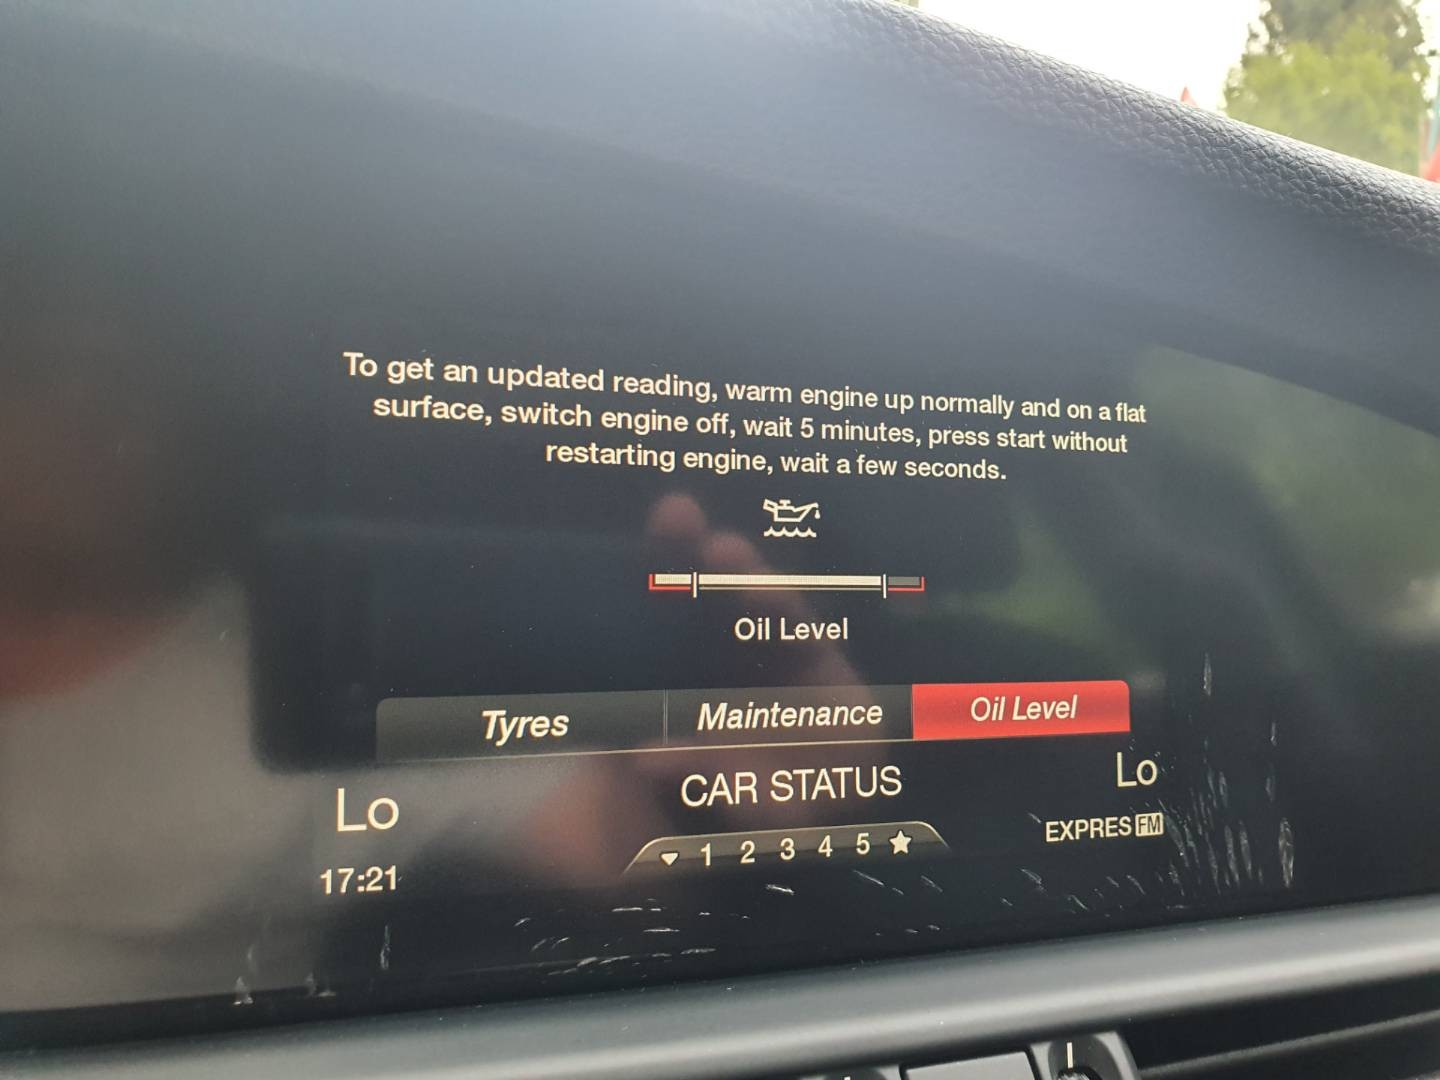 To get an updated reading, warm engine up normally and on a flat
surface, switch engine off, wait 5 minutes, press start without
restarting engine, wait a few seconds.
Oil Level
Tyres Maintenance Oil Level
Lo CAR STATUS Lo
1 2 3 4 5 EXPRES FM
17:21